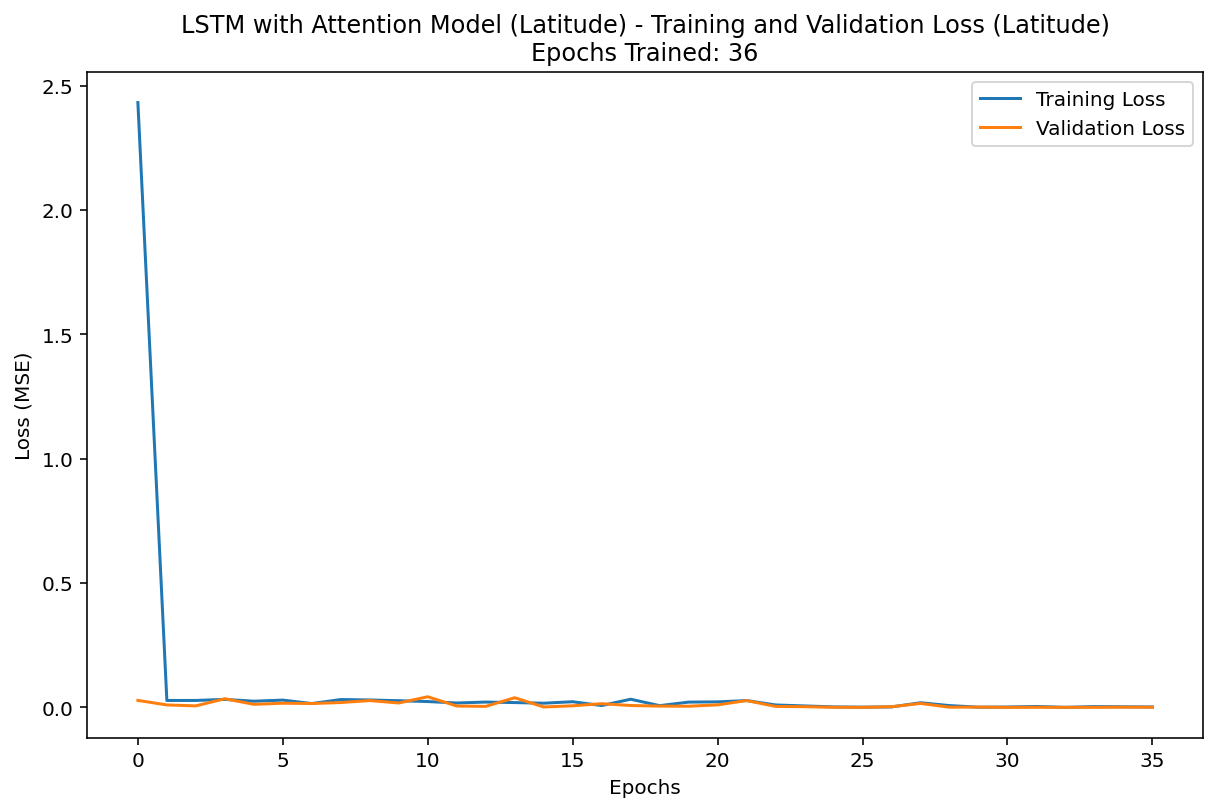 LSTM with Attention Model (Latitude) - Training and Validation Loss (Latitude)
Epochs Trained: 36
Training Loss
Validation Loss
Loss (MSE)
2.5
2.0
1.5
1.0
0.5
0.0
0 5 10 15 20 25 30 35
Epochs